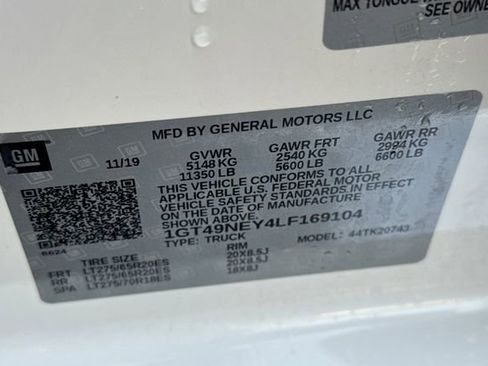 MAX TONGUE
SEE OWNE
MFD BY GENERAL MOTORS LLC
GM
11/19
GVWR GAWR FRT GAWR RR
5148 KG 2540 KG 2994 KG
11350 LB 5600 LB 6600 LB
THIS VEHICLE CONFORMS TO ALL
APPLICABLE U.S. FEDERAL MOTOR
VEHICLE SAFETY STANDARDS IN EFFECT
ON THE DATE OF MANUFACTURE
SHOWN ABOVE.
1GT49NEY4LF169104
TYPE: TRUCK MODEL: 44TK20743
6624
TIRE SIZE RIM
FRT LT275/65R20ES 20X8.5J
RR LT275/65R20ES 20X8.5J
SPA LT275/70R18ES 18X8J